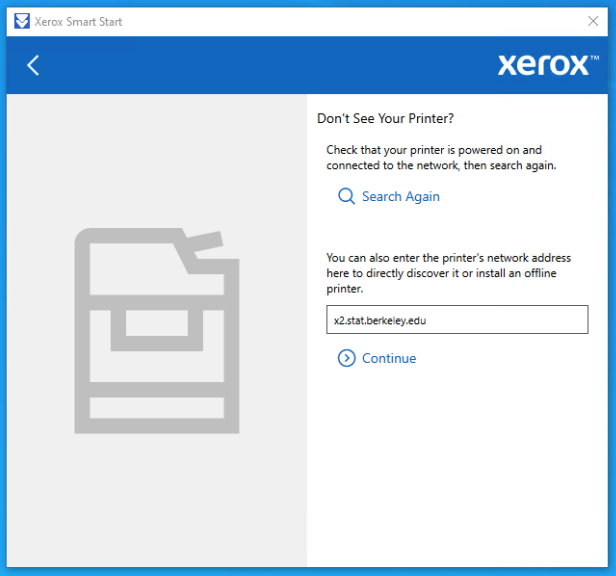 Xerox Smart Start
xerox™
Don't See Your Printer?
Check that your printer is powered on and
connected to the network, then search again.
Search Again
You can also enter the printer's network address
here to directly discover it or install an offline
printer.
x2.stat.berkeley.edu
Continue